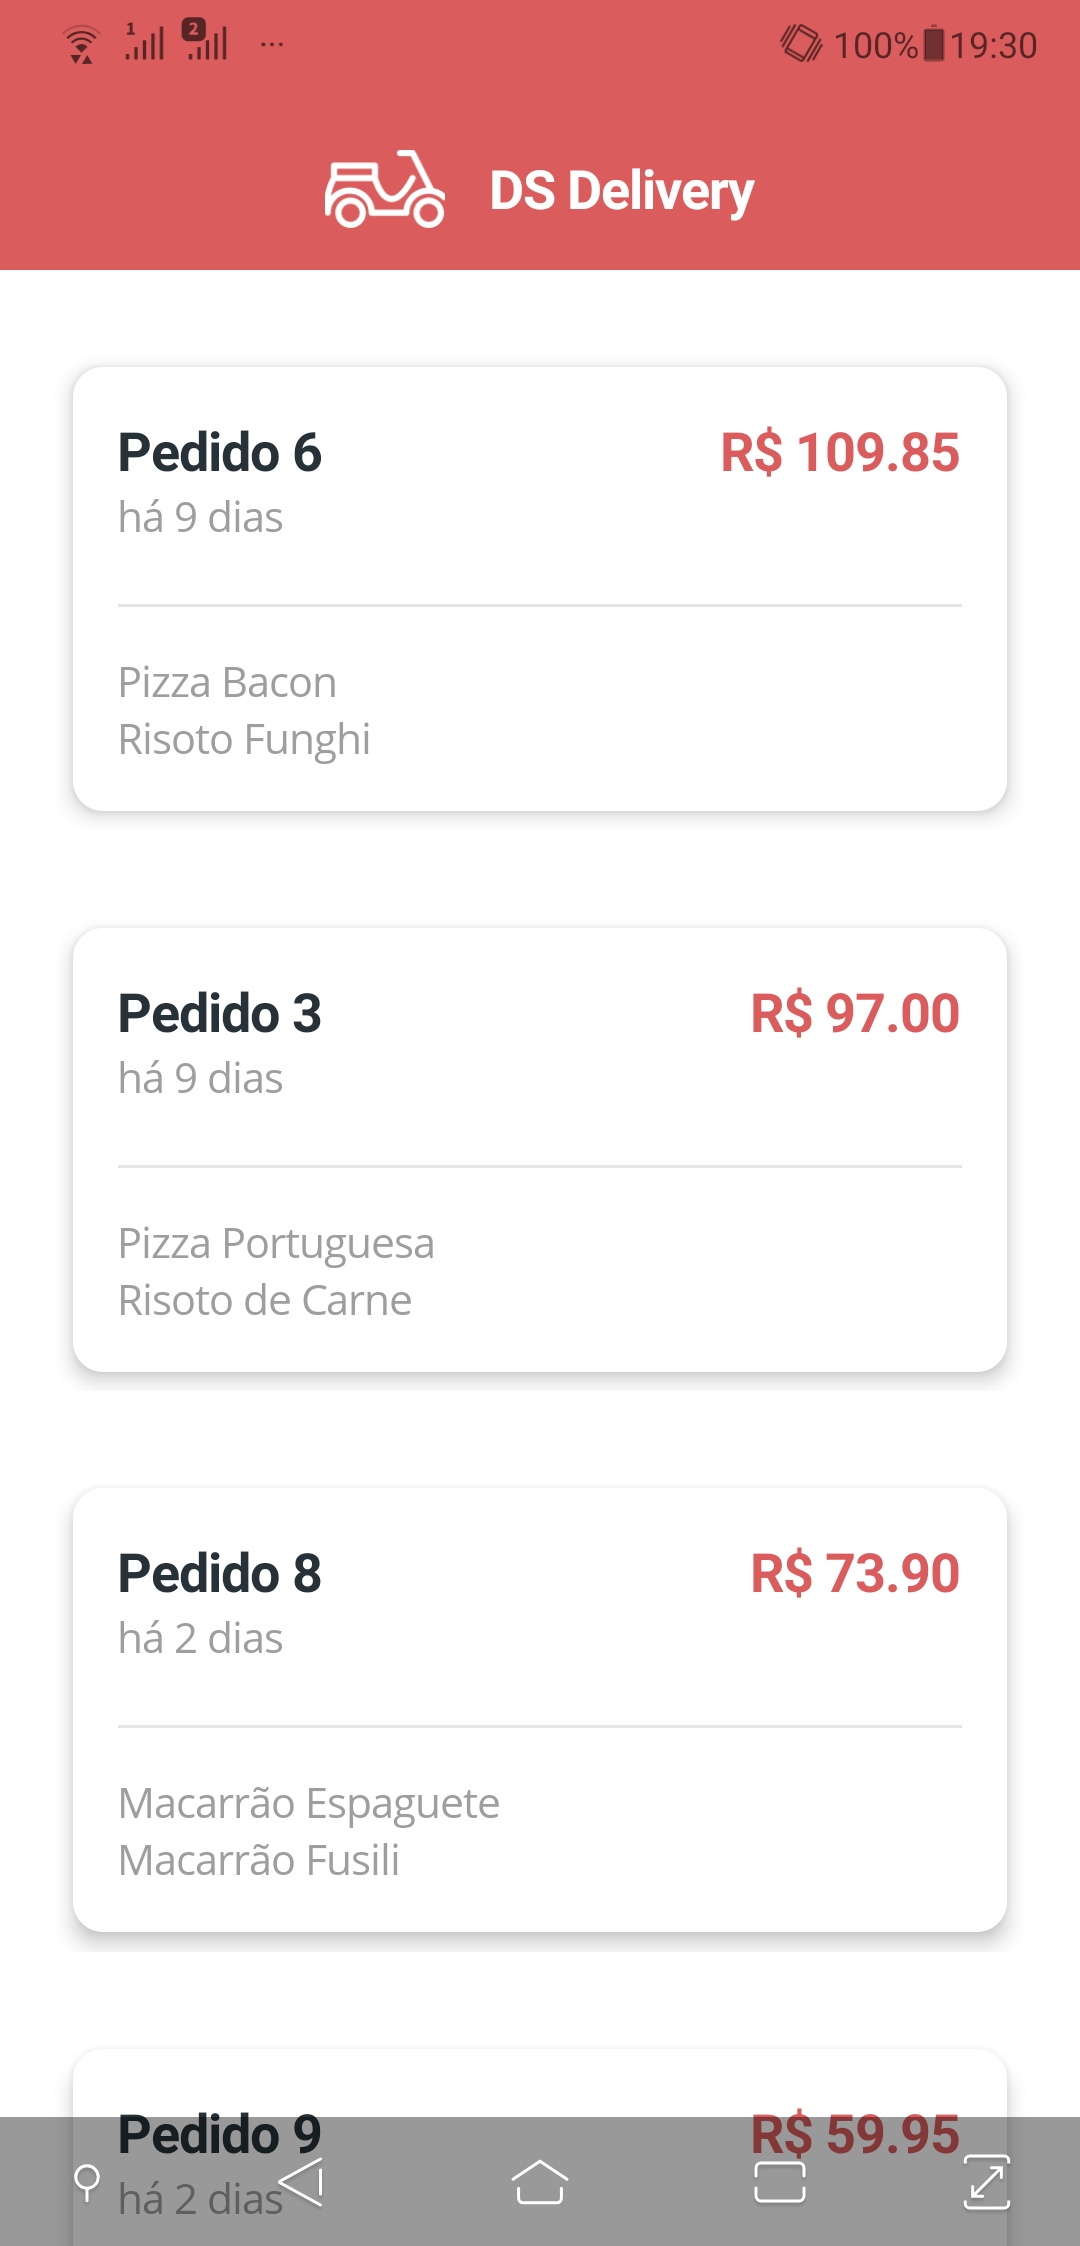 1 2 ... 100% 19:30
DS Delivery
Pedido 6 R$ 109.85
há 9 dias
Pizza Bacon
Risoto Funghi
Pedido 3 R$ 97.00
há 9 dias
Pizza Portuguesa
Risoto de Carne
Pedido 8 R$ 73.90
há 2 dias
Macarrão Espaguete
Macarrão Fusili
Pedido 9 R$ 59.95
há 2 dias